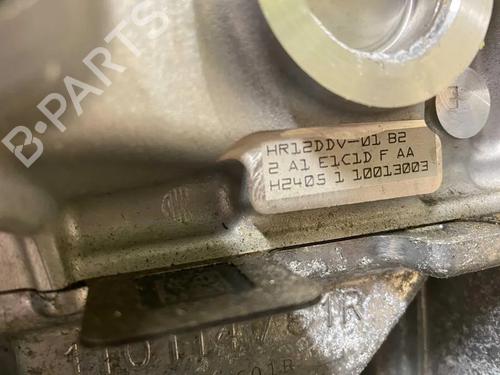 B-PARTS
HR12DDV-01 B2
2 A1 E1C1D F AA
H2405 1 10013003